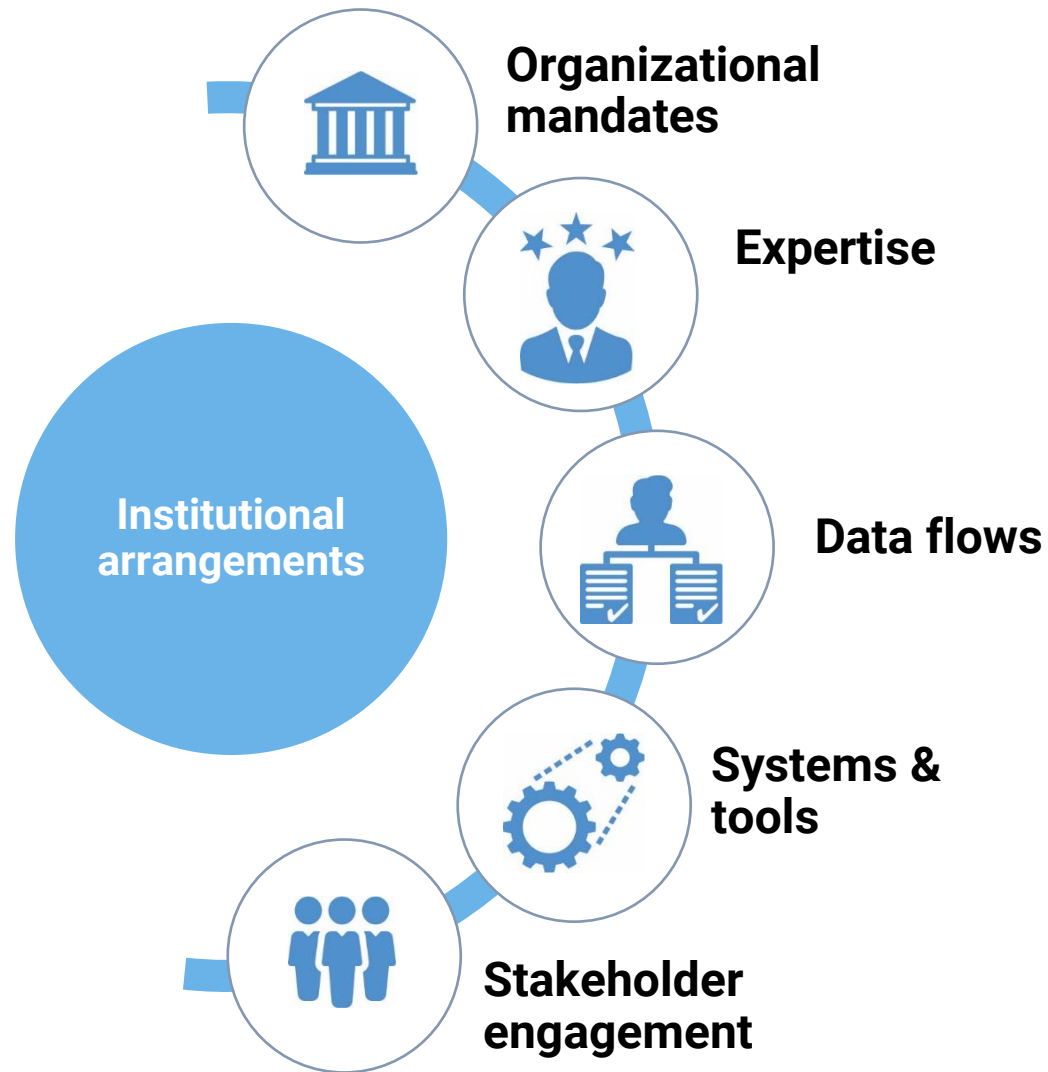 Organizational
mandates
Expertise
Institutional
arrangements
Data flows
Systems &
tools
Stakeholder
engagement